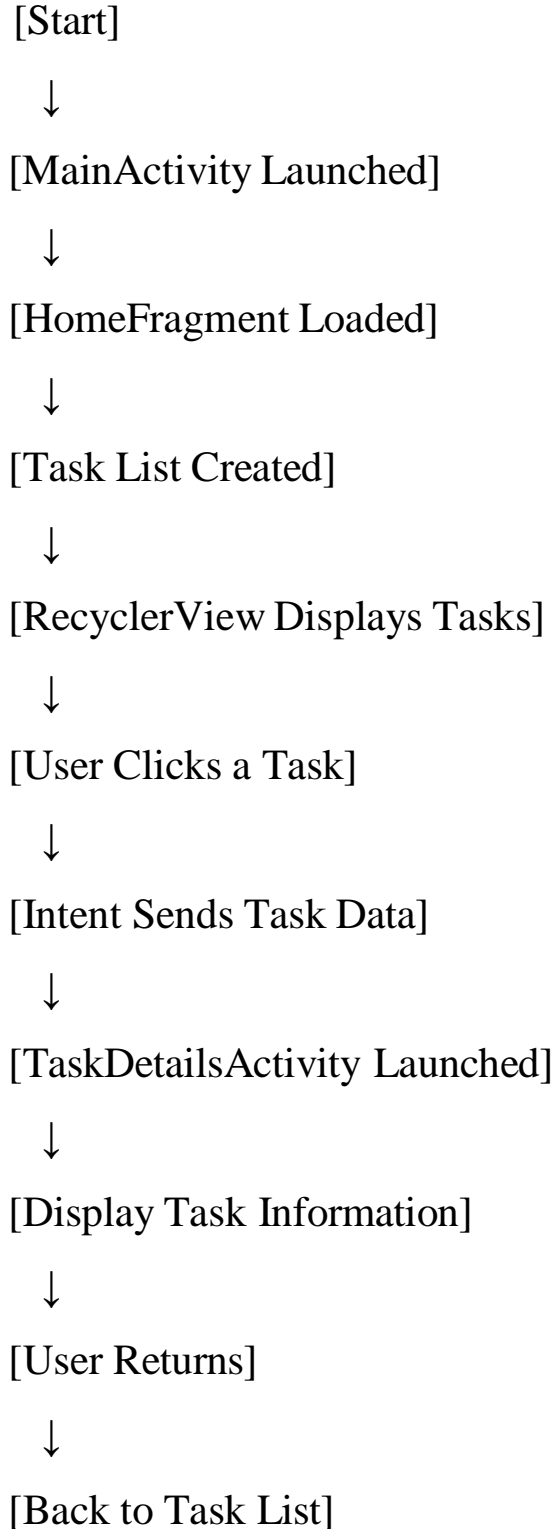 [Start]
↓
[MainActivity Launched]
↓
[HomeFragment Loaded]
↓
[Task List Created]
↓
[RecyclerView Displays Tasks]
↓
[User Clicks a Task]
↓
[Intent Sends Task Data]
↓
[TaskDetailsActivity Launched]
↓
[Display Task Information]
↓
[User Returns]
↓
[Back to Task List]